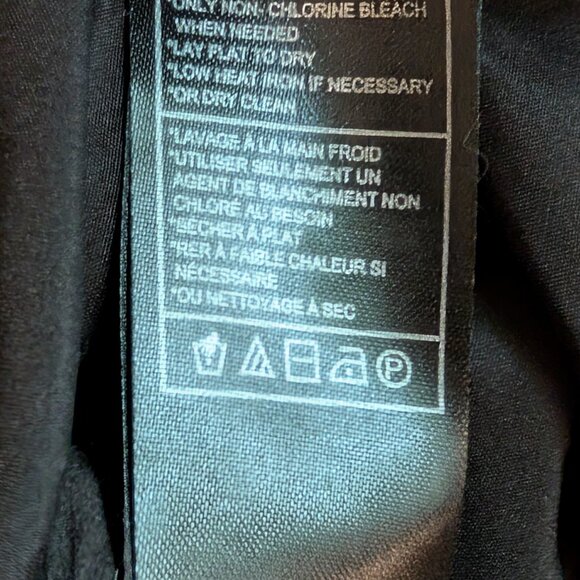 *ONLY NON-CHLORINE BLEACH
*WHEN NEEDED
*LAY FLAT TO DRY
*LOW HEAT IRON IF NECESSARY
*OR DRY CLEAN
*LAVAGE À LA MAIN FROID
*UTILISER SEULEMENT UN
AGENT DE BLANCHIMENT NON
CHLORÉ AU BESOIN
*SÉCHER À PLAT
*RER À FAIBLE CHALEUR SI
NÉCESSAIRE
*OU NETTOYAGE À SEC
P